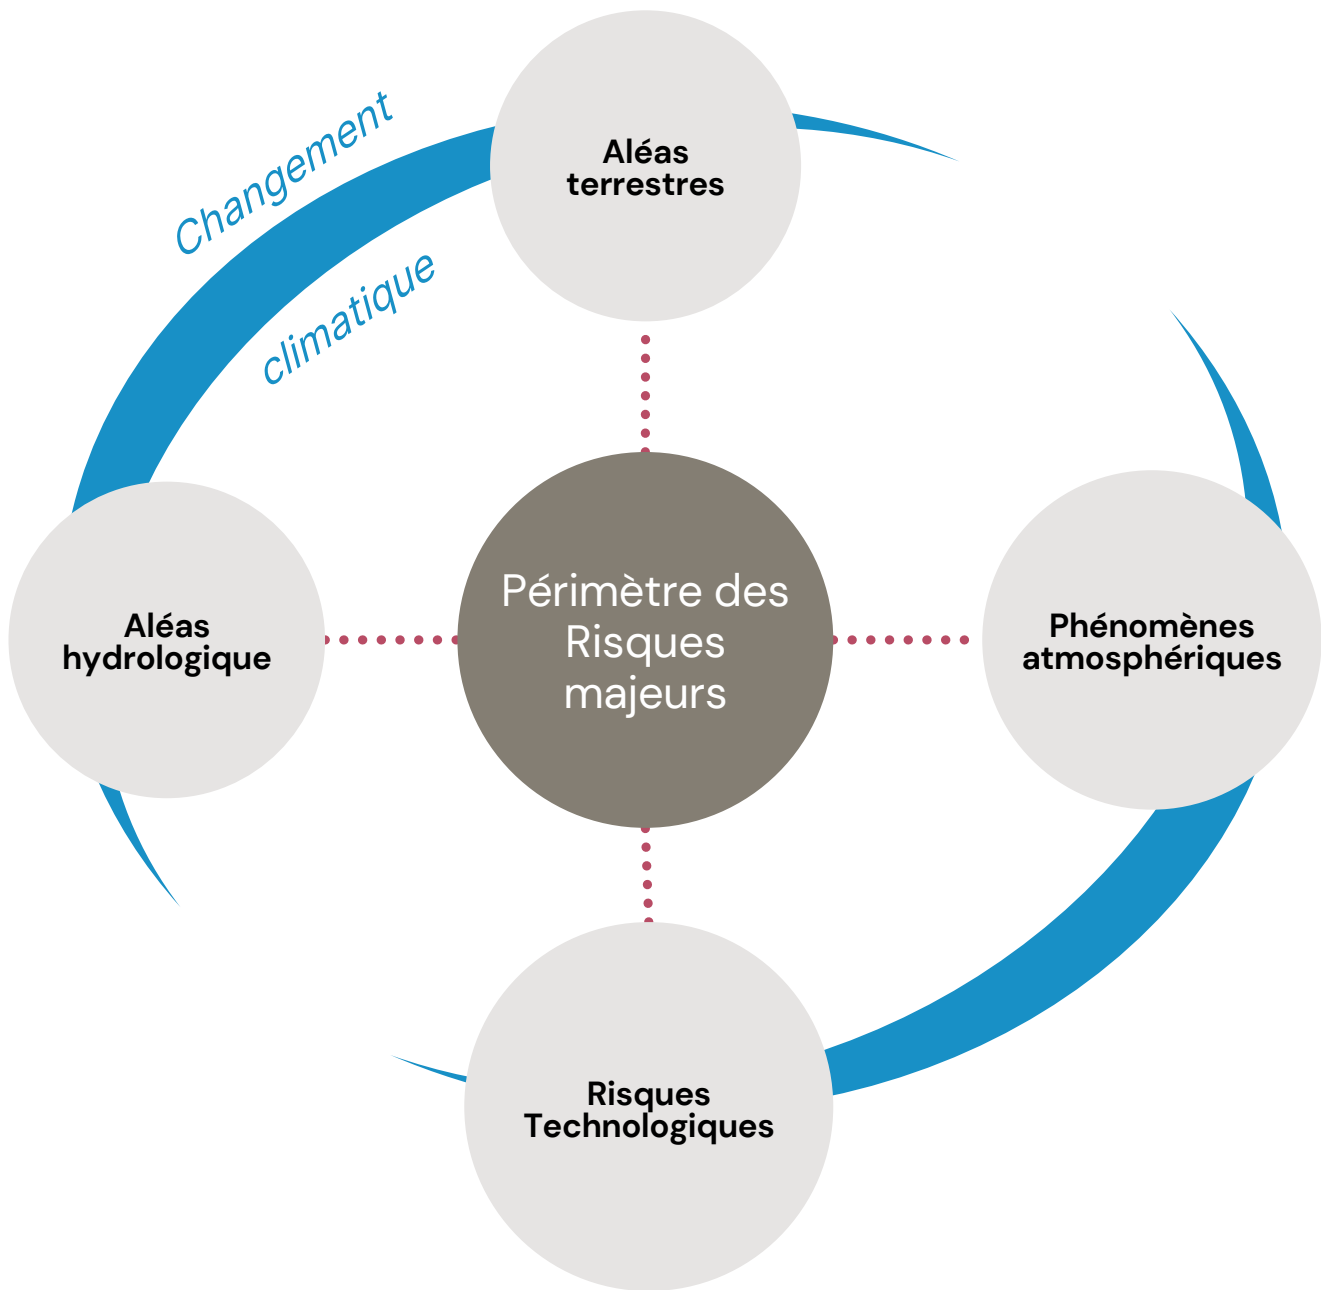 Changement
climatique
Aléas
terrestres
Aléas
hydrologique
Périmètre des
Risques
majeurs
Phénomènes
atmosphériques
Risques
Technologiques